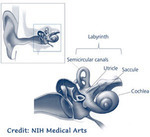 Labyrinth
Semicircular canals
Utricle
Saccule
Cochlea
Credit: NIH Medical Arts